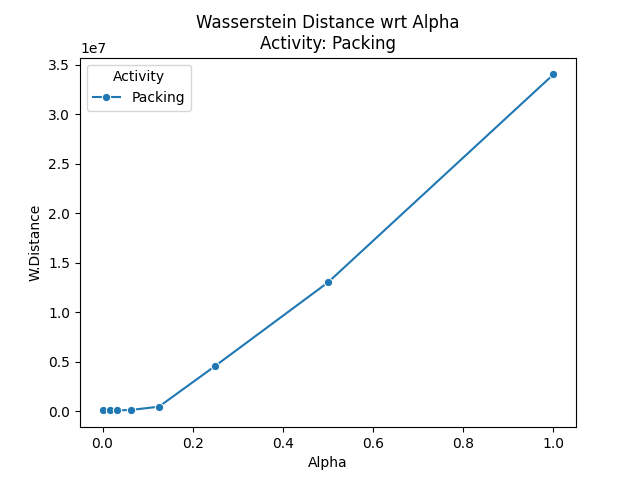 Wasserstein Distance wrt Alpha
Activity: Packing
1e7
Activity
Packing
3.5
3.0
2.5
2.0
1.5
1.0
0.5
0.0
W.Distance
0.0 0.2 0.4 0.6 0.8 1.0
Alpha